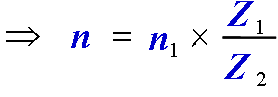 ⇒ n = n₁ × Z₁ / Z₂